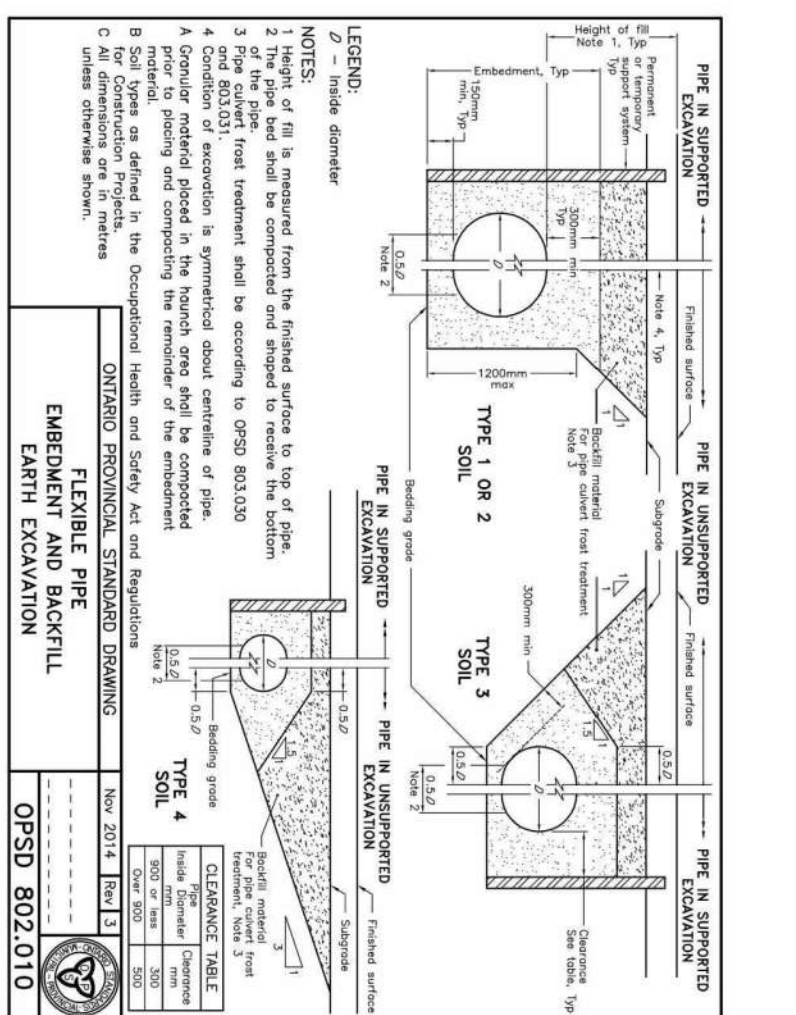 PIPE IN SUPPORTED
EXCAVATION
PIPE IN UNSUPPORTED
EXCAVATION
PIPE IN SUPPORTED
EXCAVATION
Height of fill
Note 1, Typ
Permanent
or temporary
support system
Typ
Embedment, Typ
150mm
min, Typ
300mm min
Typ
D
0.5D
Note 2
Note 4, Typ
Finished surface
1200mm
max
1
1
TYPE 1 OR 2
SOIL
Backfill material
For pipe culvert frost treatment
Note 3
Subgrade
Bedding grade
Finished surface
1
1
300mm min
TYPE 3
SOIL
1.5
1
0.5D
0.5D
D
0.5D
Note 2
Clearance
See table, Typ
LEGEND:
D – Inside diameter
NOTES:
1 Height of fill is measured from the finished surface to top of pipe.
2 The pipe bed shall be compacted and shaped to receive the bottom
of the pipe.
3 Pipe culvert frost treatment shall be according to OPSD 803.030
and 803.031.
4 Condition of excavation is symmetrical about centreline of pipe.
A Granular material placed in the haunch area shall be compacted
prior to placing and compacting the remainder of the embedment
material.
B Soil types as defined in the Occupational Health and Safety Act and Regulations
for Construction Projects.
C All dimensions are in metres
unless otherwise shown.
PIPE IN SUPPORTED
EXCAVATION
PIPE IN UNSUPPORTED
EXCAVATION
Finished surface
Subgrade
0.5D
D
0.5D
Note 2
0.5D
1.5
1
3
1
Bedding grade
Backfill material
For pipe culvert frost
treatment, Note 3
TYPE 4
SOIL
CLEARANCE TABLE
Pipe
Inside Diameter
mm
Clearance
mm
900 or less 300
Over 900 500
ONTARIO PROVINCIAL STANDARD DRAWING
Nov 2014 Rev 3
FLEXIBLE PIPE
EMBEDMENT AND BACKFILL
EARTH EXCAVATION
OPSD 802.010